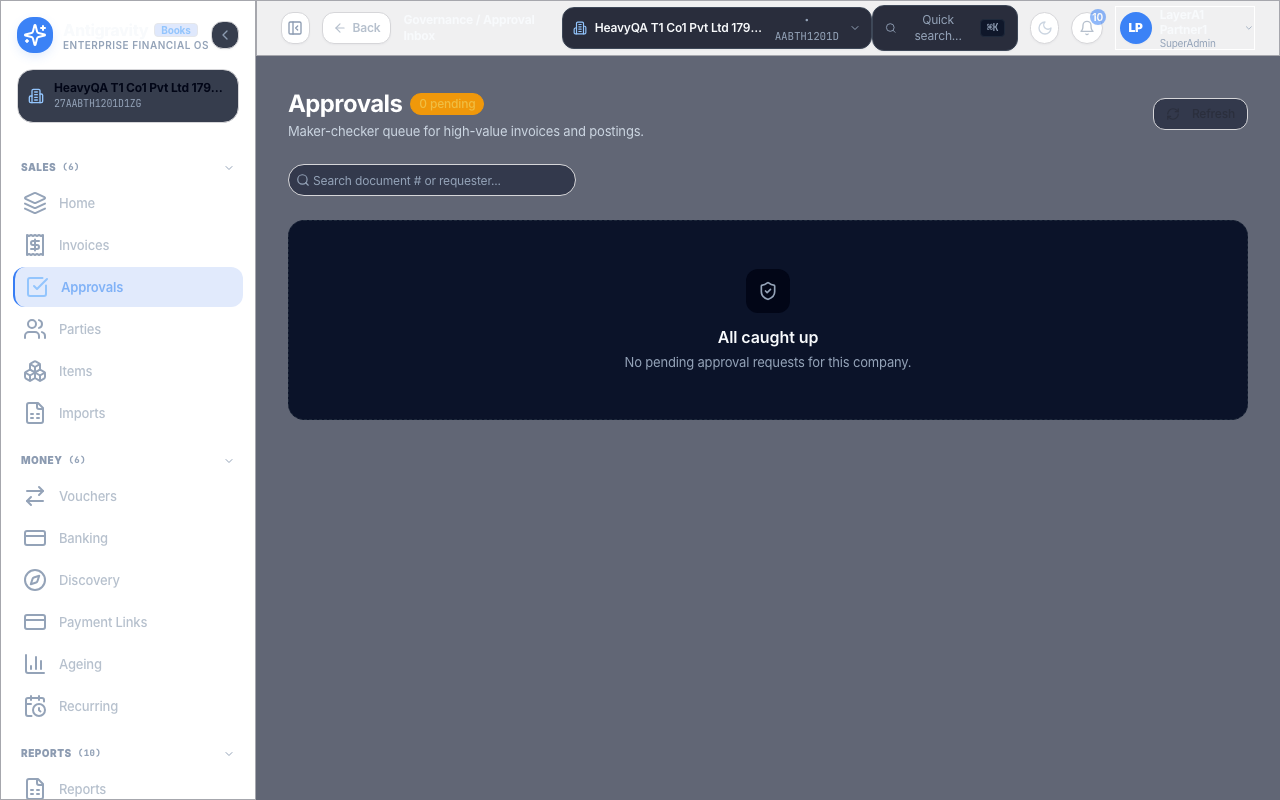 Antigravity Books
ENTERPRISE FINANCIAL OS
HeavyQA T1 Co1 Pvt Ltd 179...
27AABTH1201D1ZG
SALES (6)
Home
Invoices
Approvals
Parties
Items
Imports
MONEY (6)
Vouchers
Banking
Discovery
Payment Links
Ageing
Recurring
REPORTS (10)
Reports
Back
Governance / Approval
Inbox
HeavyQA T1 Co1 Pvt Ltd 179...
· AABTH1201D
Quick
search...
⌘K
10
LP
LayerA1
Partner1
SuperAdmin
Approvals
0 pending
Maker-checker queue for high-value invoices and postings.
Refresh
Search document # or requester...
All caught up
No pending approval requests for this company.